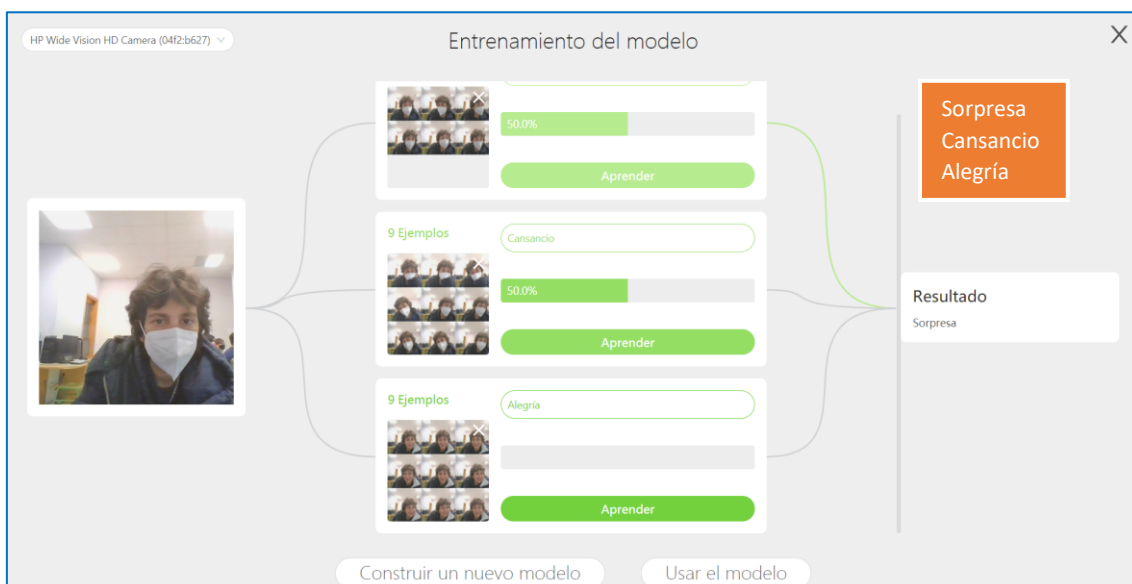 HP Wide Vision HD Camera (04f2:b627)
Entrenamiento del modelo
X
50.0%
Aprender
9 Ejemplos
Cansancio
50.0%
Aprender
9 Ejemplos
Alegría
Aprender
Sorpresa
Cansancio
Alegría
Resultado
Sorpresa
Construir un nuevo modelo
Usar el modelo